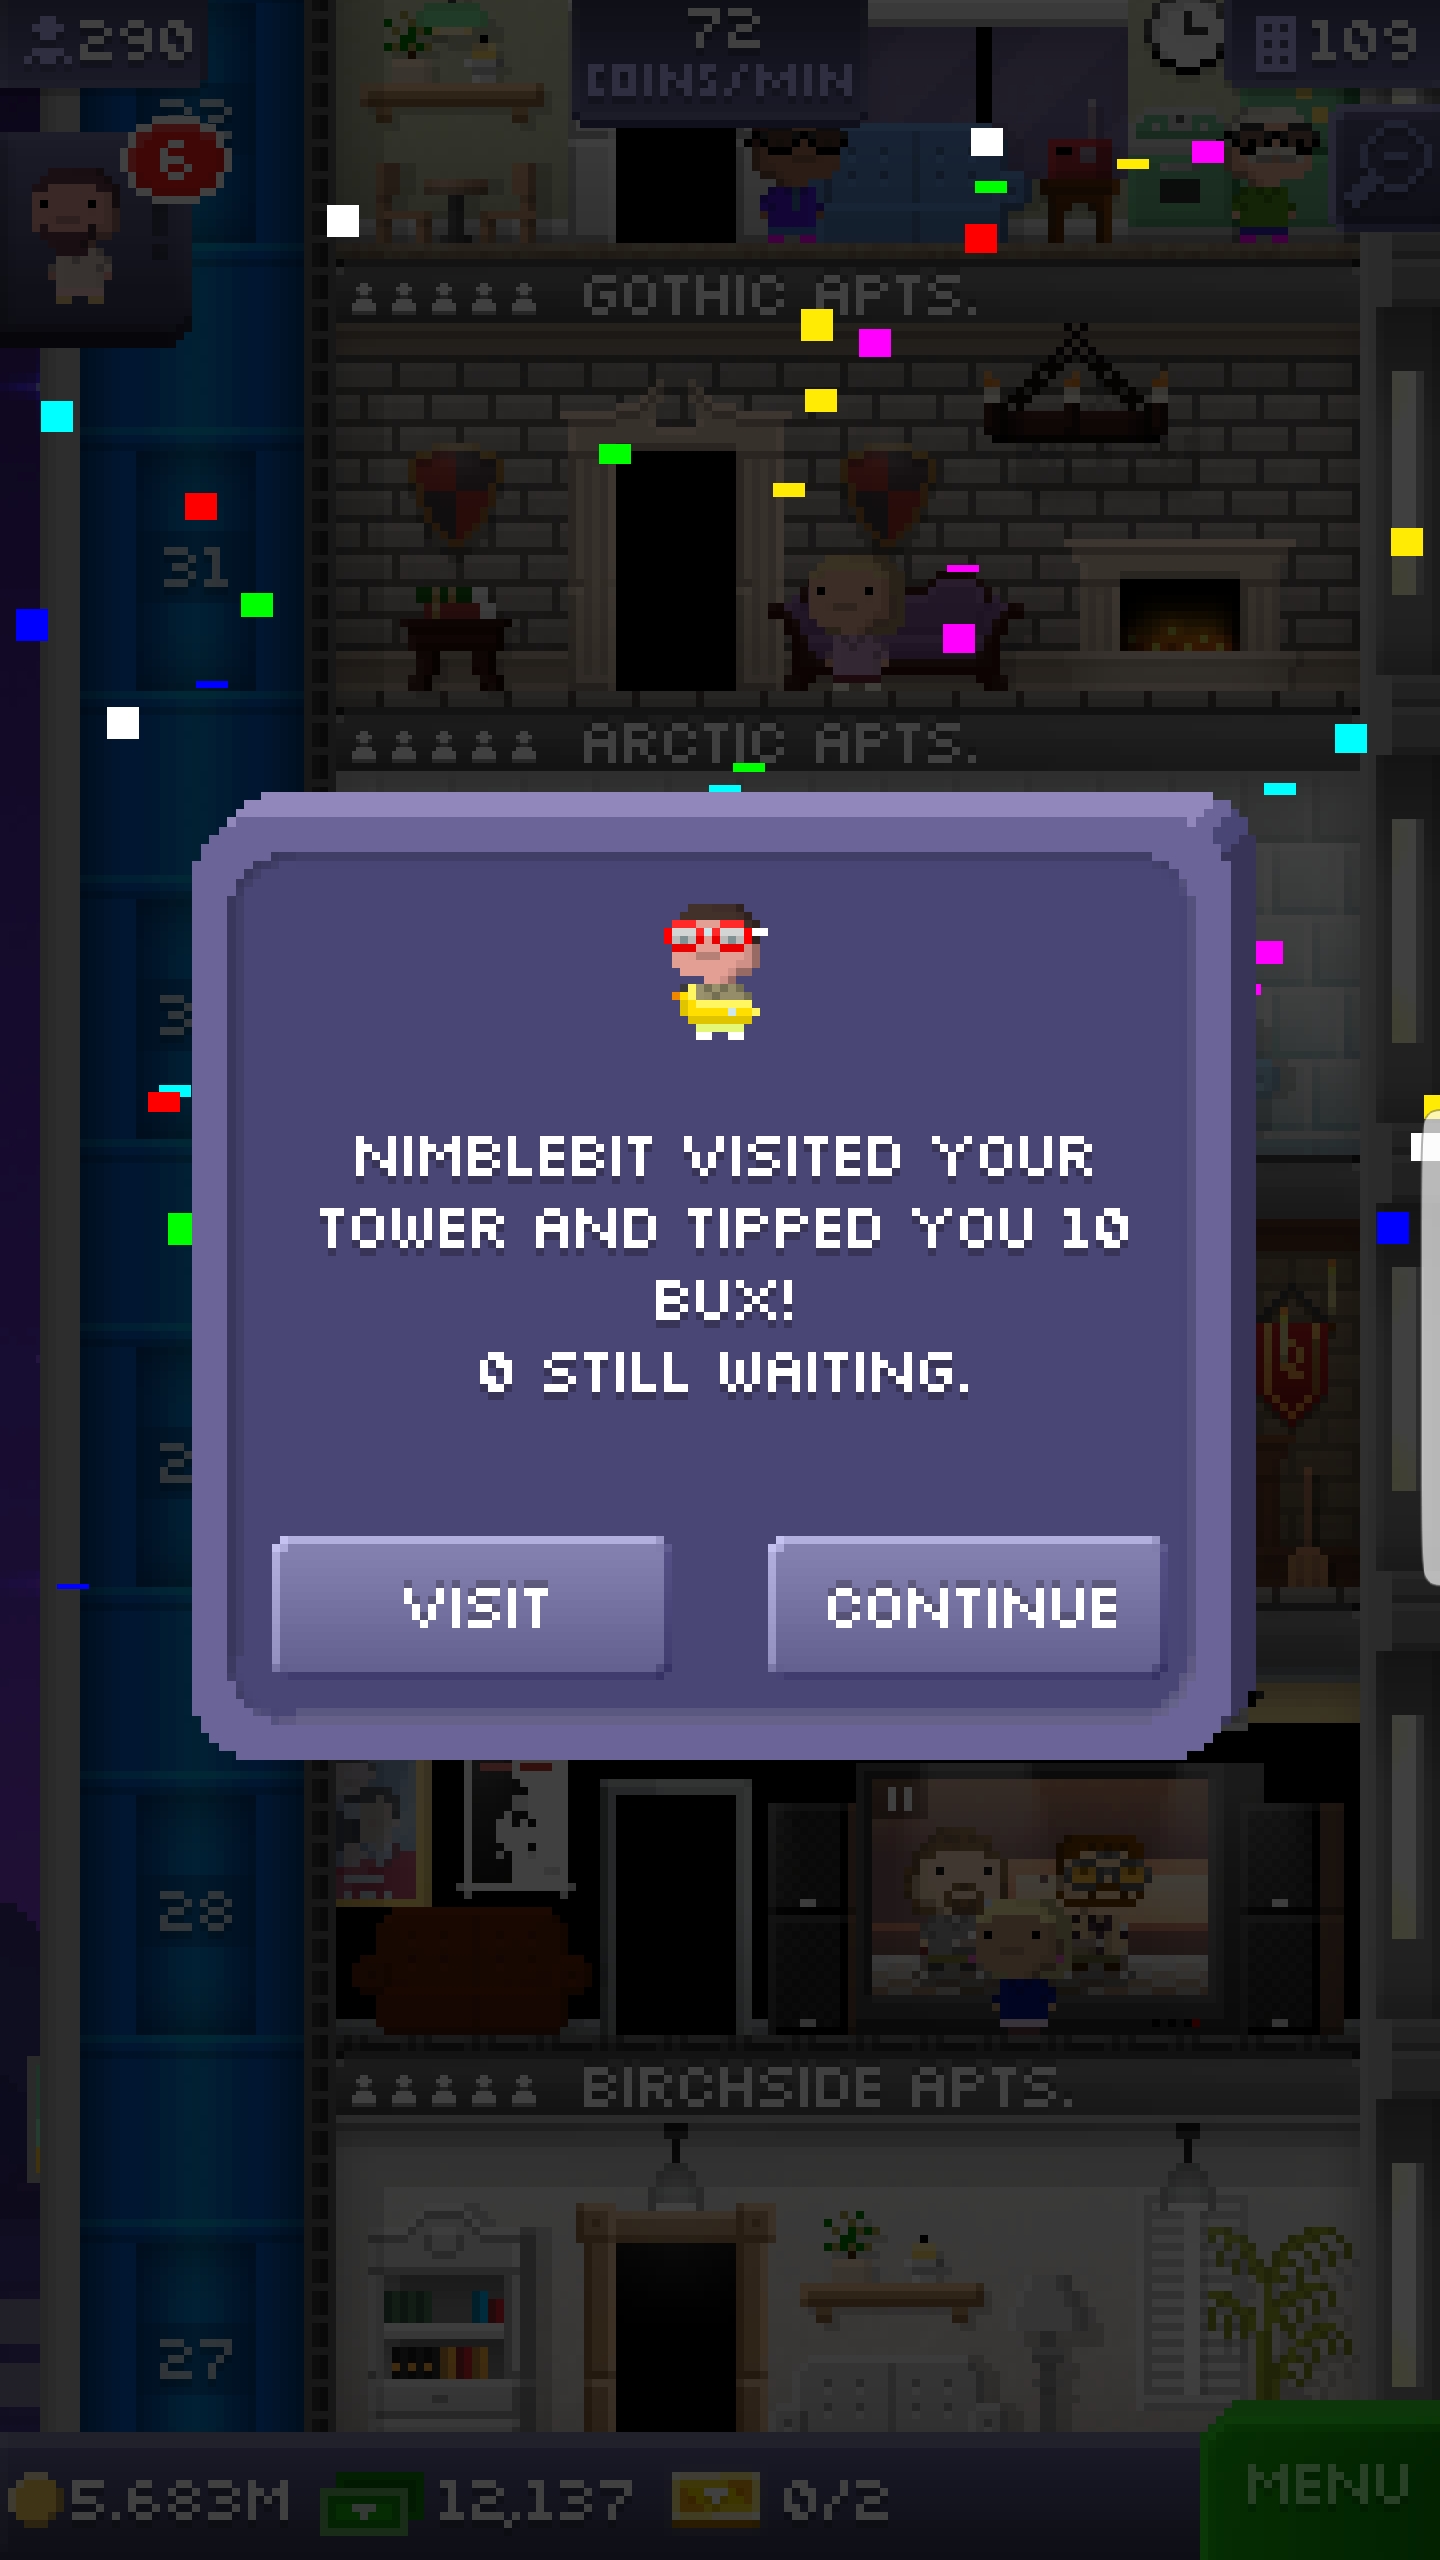 290
72
COINS/MIN
109
6
GOTHIC APTS.
31
ARCTIC APTS.
NIMBLEBIT VISITED YOUR
TOWER AND TIPPED YOU 10
BUX!
0 STILL WAITING.
VISIT
CONTINUE
28
BIRCHSIDE APTS.
27
5.683M
12,137
0/2
MENU